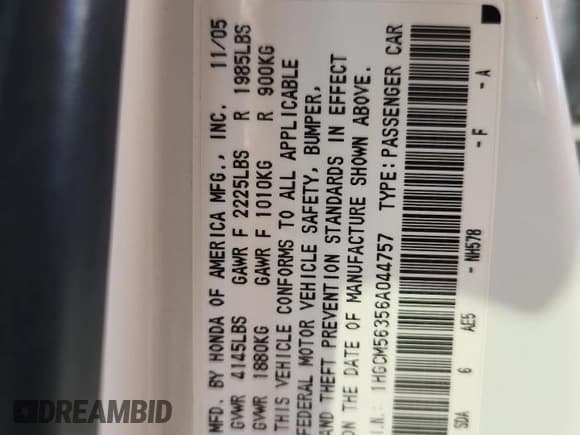 MFD. BY HONDA OF AMERICA MFG., INC. 11/05
GVWR 4145LBS GAWR F 2225LBS R 1985LBS
GVWR 1880KG GAWR F 1010KG R 900KG
THIS VEHICLE CONFORMS TO ALL APPLICABLE
FEDERAL MOTOR VEHICLE SAFETY, BUMPER,
AND THEFT PREVENTION STANDARDS IN EFFECT
ON THE DATE OF MANUFACTURE SHOWN ABOVE.
I.N.: 1HGCM56356A044757 TYPE: PASSENGER CAR
SDA 6 AE5 - NH578 - F - A
DREAMBID